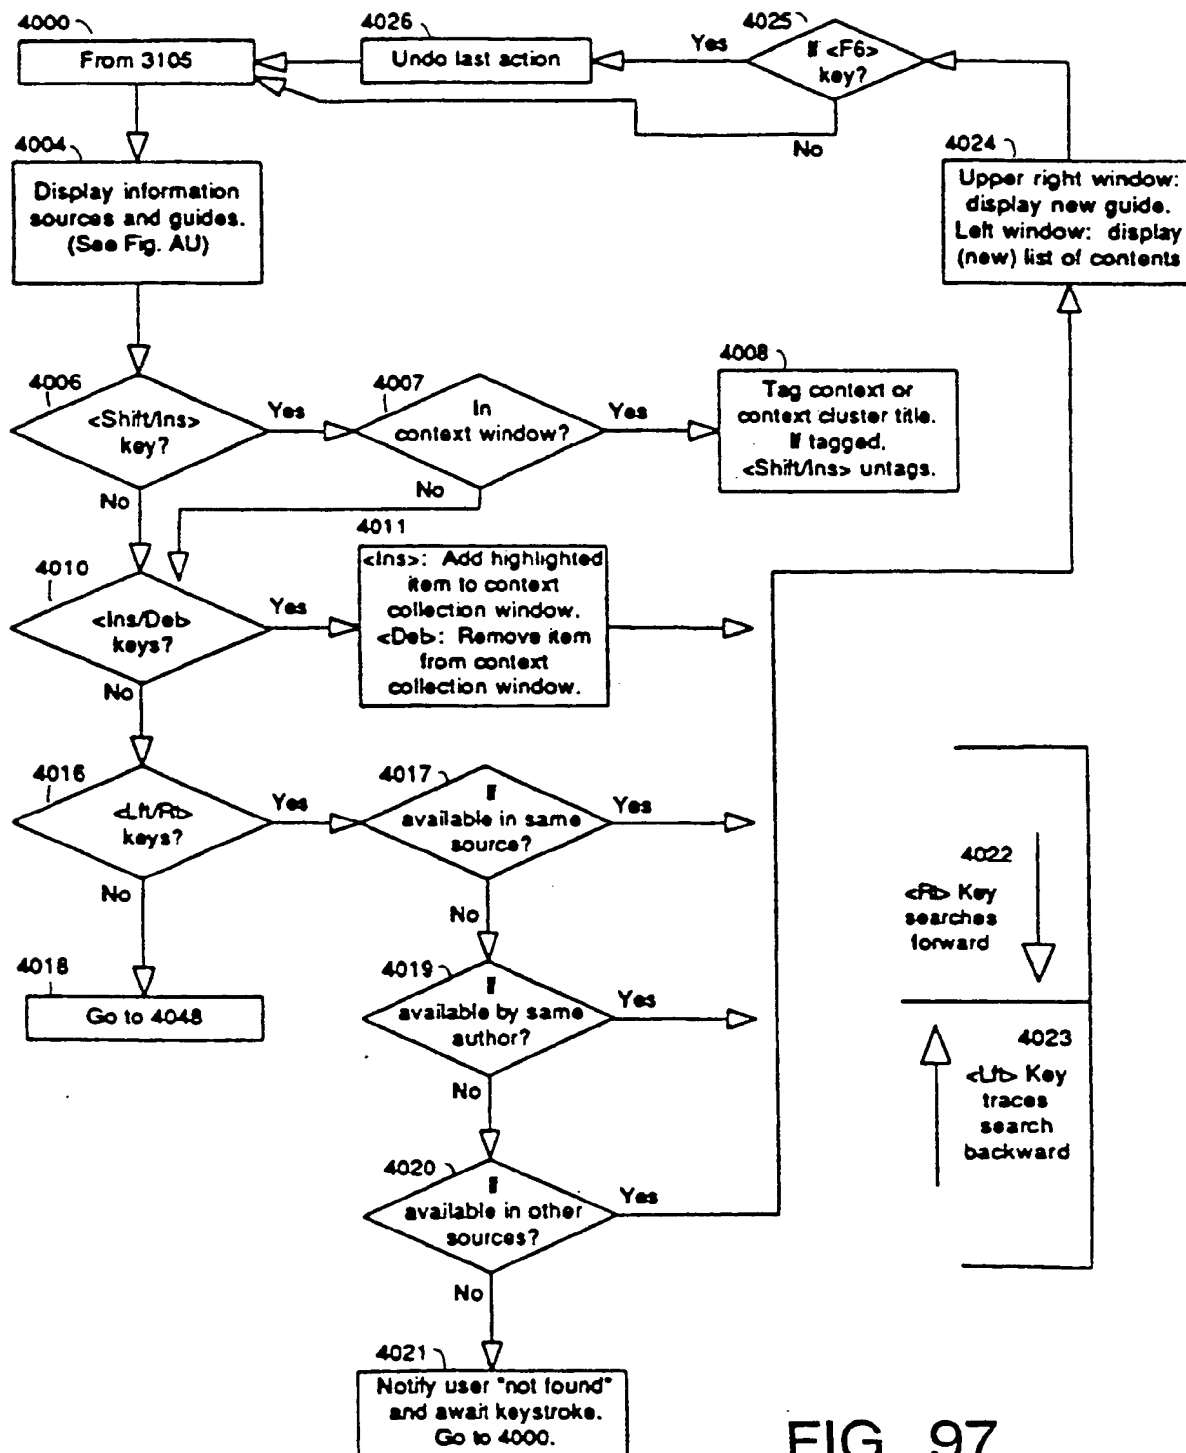 4000
From 3105
4026
Undo last action
Yes
4025
If <F6>
key?
No
4004
Display information
sources and guides.
(See Fig. AU)
4024
Upper right window:
display new guide.
Left window: display
(new) list of contents
4006
<Shift/Ins>
key?
Yes
4007
In
context window?
Yes
4008
Tag context or
context cluster title.
If tagged,
<Shift/Ins> untags.
No
No
4010
<Ins/Del>
keys?
Yes
4011
<Ins>: Add highlighted
item to context
collection window.
<Del>: Remove item
from context
collection window.
No
4016
<Lft/Rt>
keys?
Yes
4017
If
available in same
source?
Yes
No
No
4018
Go to 4048
4019
If
available by same
author?
Yes
No
4020
If
available in other
sources?
Yes
No
4021
Notify user "not found"
and await keystroke.
Go to 4000.
4022
<Rt> Key
searches
forward
4023
<Lft> Key
traces
search
backward
FIG. 97